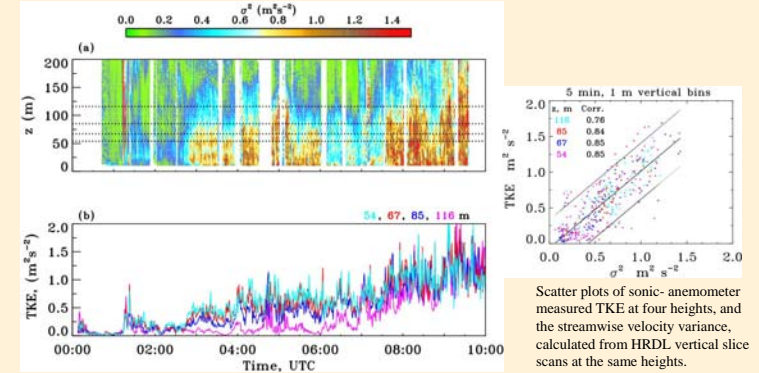 σ² (m²s⁻²)
0.0 0.2 0.4 0.6 0.8 1.0 1.2 1.4
(a)
200
150
100
50
0
z (m)
(b)
54, 67, 85, 116 m
2.0
1.5
1.0
0.5
0.0
TKE, (m²s⁻²)
00:00 02:00 04:00 06:00 08:00 10:00
Time, UTC
5 min, 1 m vertical bins
z, m Corr.
116 0.76
85 0.84
67 0.85
54 0.85
2.0
1.5
1.0
0.5
0.0
TKE m² s⁻²
0.0 0.5 1.0 1.5 2.0
σ² m² s⁻²
Scatter plots of sonic- anemometer
measured TKE at four heights, and
the streamwise velocity variance,
calculated from HRDL vertical slice
scans at the same heights.